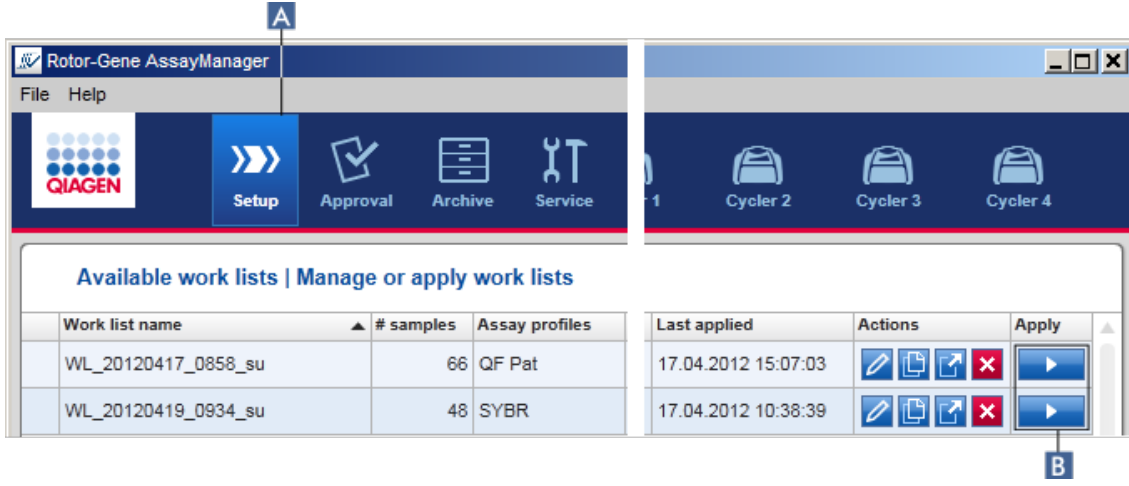 A
Rotor-Gene AssayManager
File Help
QIAGEN
Setup Approval Archive Service r 1 Cycler 2 Cycler 3 Cycler 4
Available work lists | Manage or apply work lists
Work list name # samples Assay profiles Last applied Actions Apply
WL_20120417_0858_su 66 QF Pat 17.04.2012 15:07:03
WL_20120419_0934_su 48 SYBR 17.04.2012 10:38:39
B